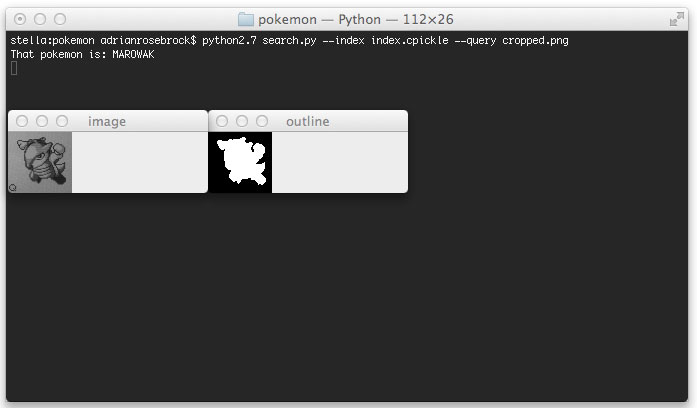 pokemon — Python — 112×26
stella:pokemon adrianrosebrock$ python2.7 search.py --index index.cpickle --query cropped.png
That pokemon is: MAROWAK
image
outline